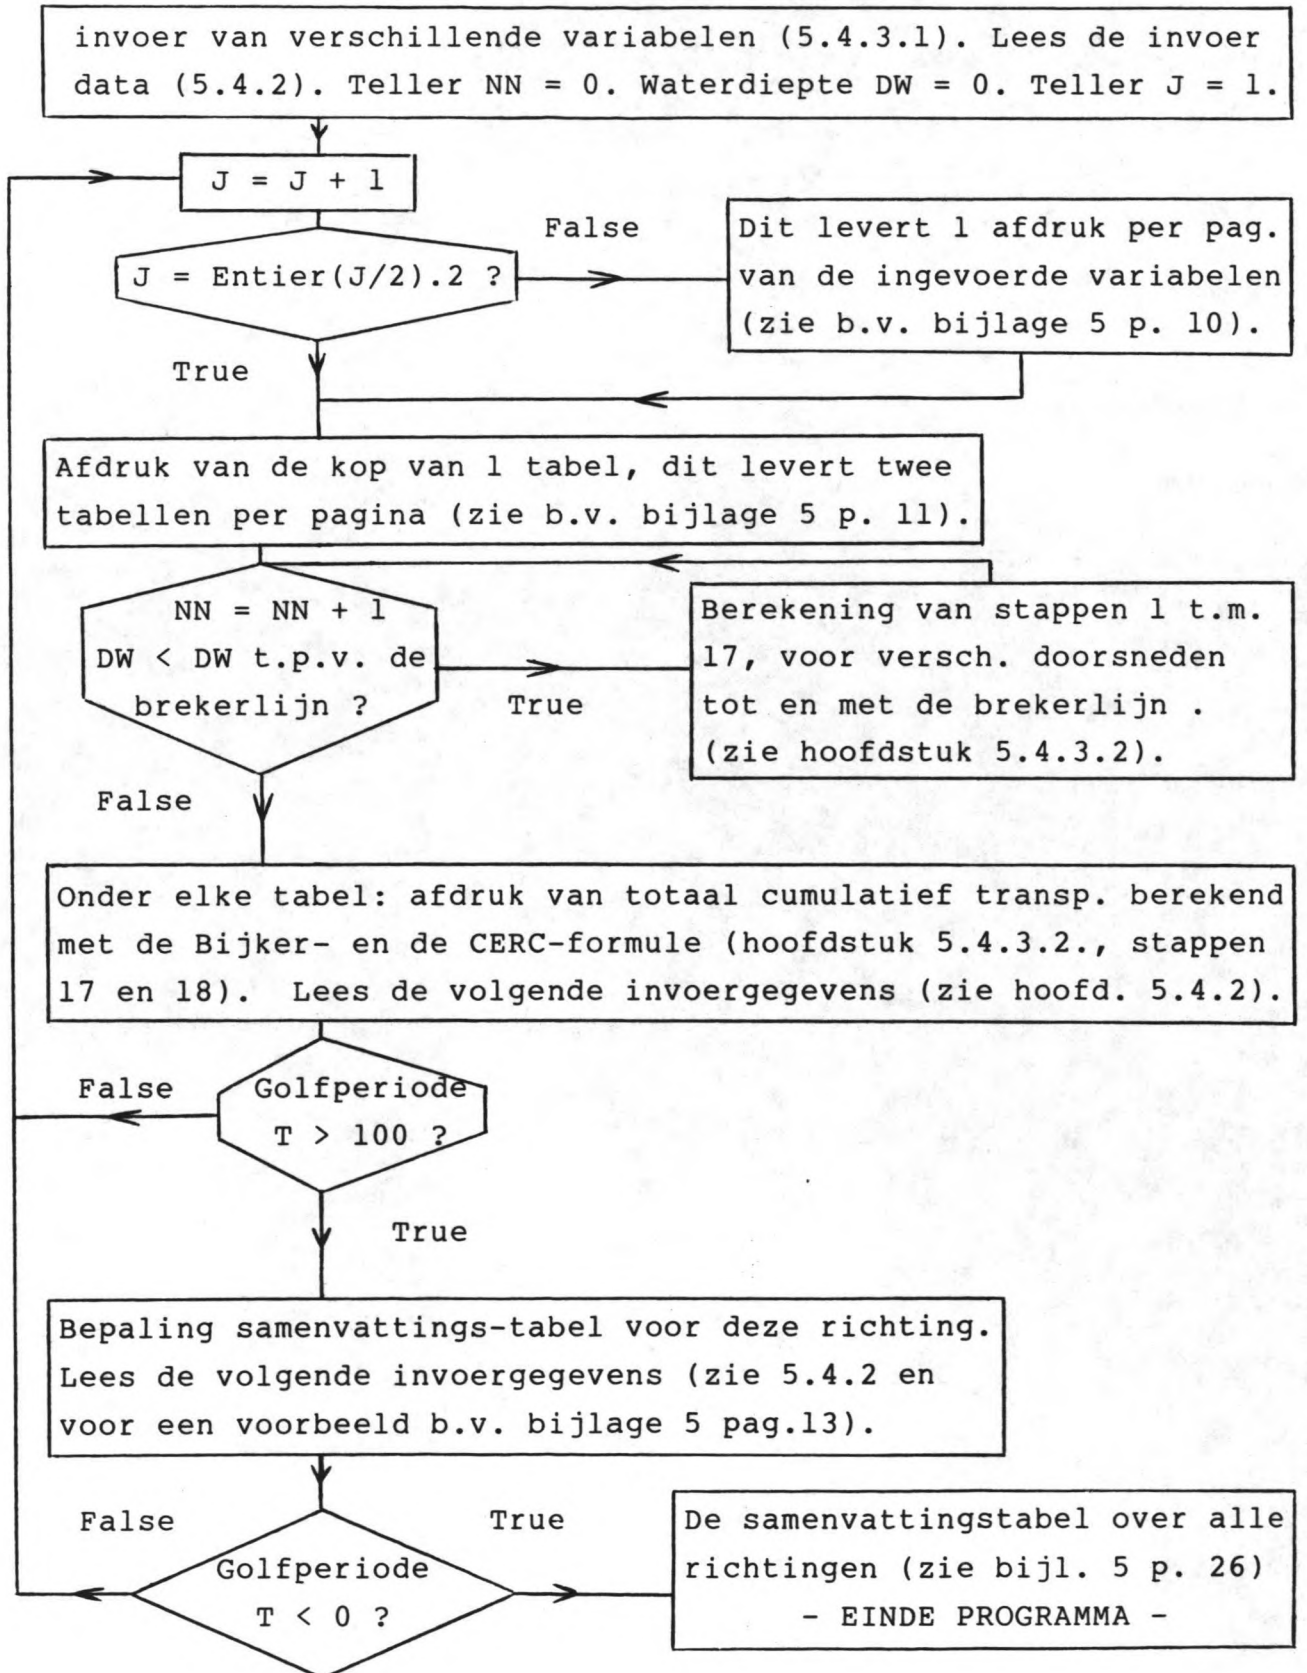 invoer van verschillende variabelen (5.4.3.1). Lees de invoer
data (5.4.2). Teller NN = 0. Waterdiepte DW = 0. Teller J = 1.
J = J + 1
J = Entier(J/2).2 ?
False
Dit levert 1 afdruk per pag.
van de ingevoerde variabelen
(zie b.v. bijlage 5 p. 10).
True
Afdruk van de kop van 1 tabel, dit levert twee
tabellen per pagina (zie b.v. bijlage 5 p. 11).
NN = NN + 1
DW < DW t.p.v. de
brekerlijn ?
True
Berekening van stappen 1 t.m.
17, voor versch. doorsneden
tot en met de brekerlijn .
(zie hoofdstuk 5.4.3.2).
False
Onder elke tabel: afdruk van totaal cumulatief transp. berekend
met de Bijker- en de CERC-formule (hoofdstuk 5.4.3.2., stappen
17 en 18). Lees de volgende invoergegevens (zie hoofd. 5.4.2).
False
Golfperiode
T > 100 ?
True
Bepaling samenvattings-tabel voor deze richting.
Lees de volgende invoergegevens (zie 5.4.2 en
voor een voorbeeld b.v. bijlage 5 pag.13).
False
Golfperiode
T < 0 ?
True
De samenvattingstabel over alle
richtingen (zie bijl. 5 p. 26)
- EINDE PROGRAMMA -